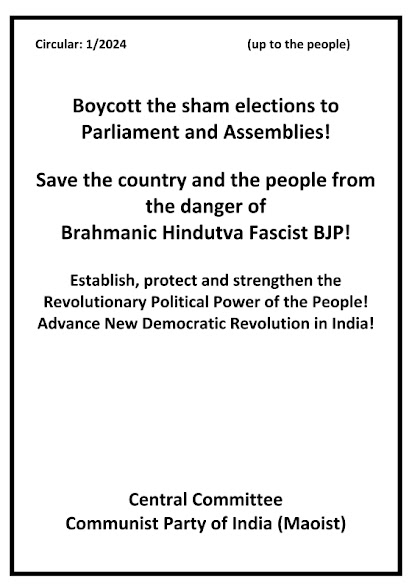 Circular: 1/2024 (up to the people)
Boycott the sham elections to
Parliament and Assemblies!
Save the country and the people from
the danger of
Brahmanic Hindutva Fascist BJP!
Establish, protect and strengthen the
Revolutionary Political Power of the People!
Advance New Democratic Revolution in India!
Central Committee
Communist Party of India (Maoist)